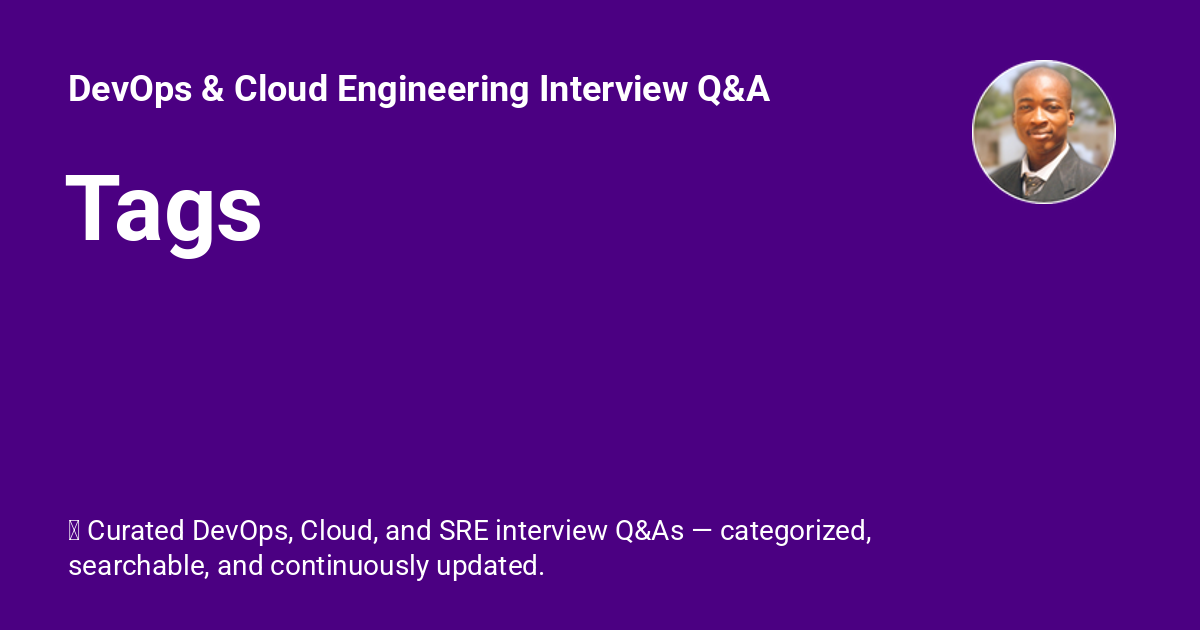 DevOps & Cloud Engineering Interview Q&A
Tags
Curated DevOps, Cloud, and SRE interview Q&As — categorized,
searchable, and continuously updated.